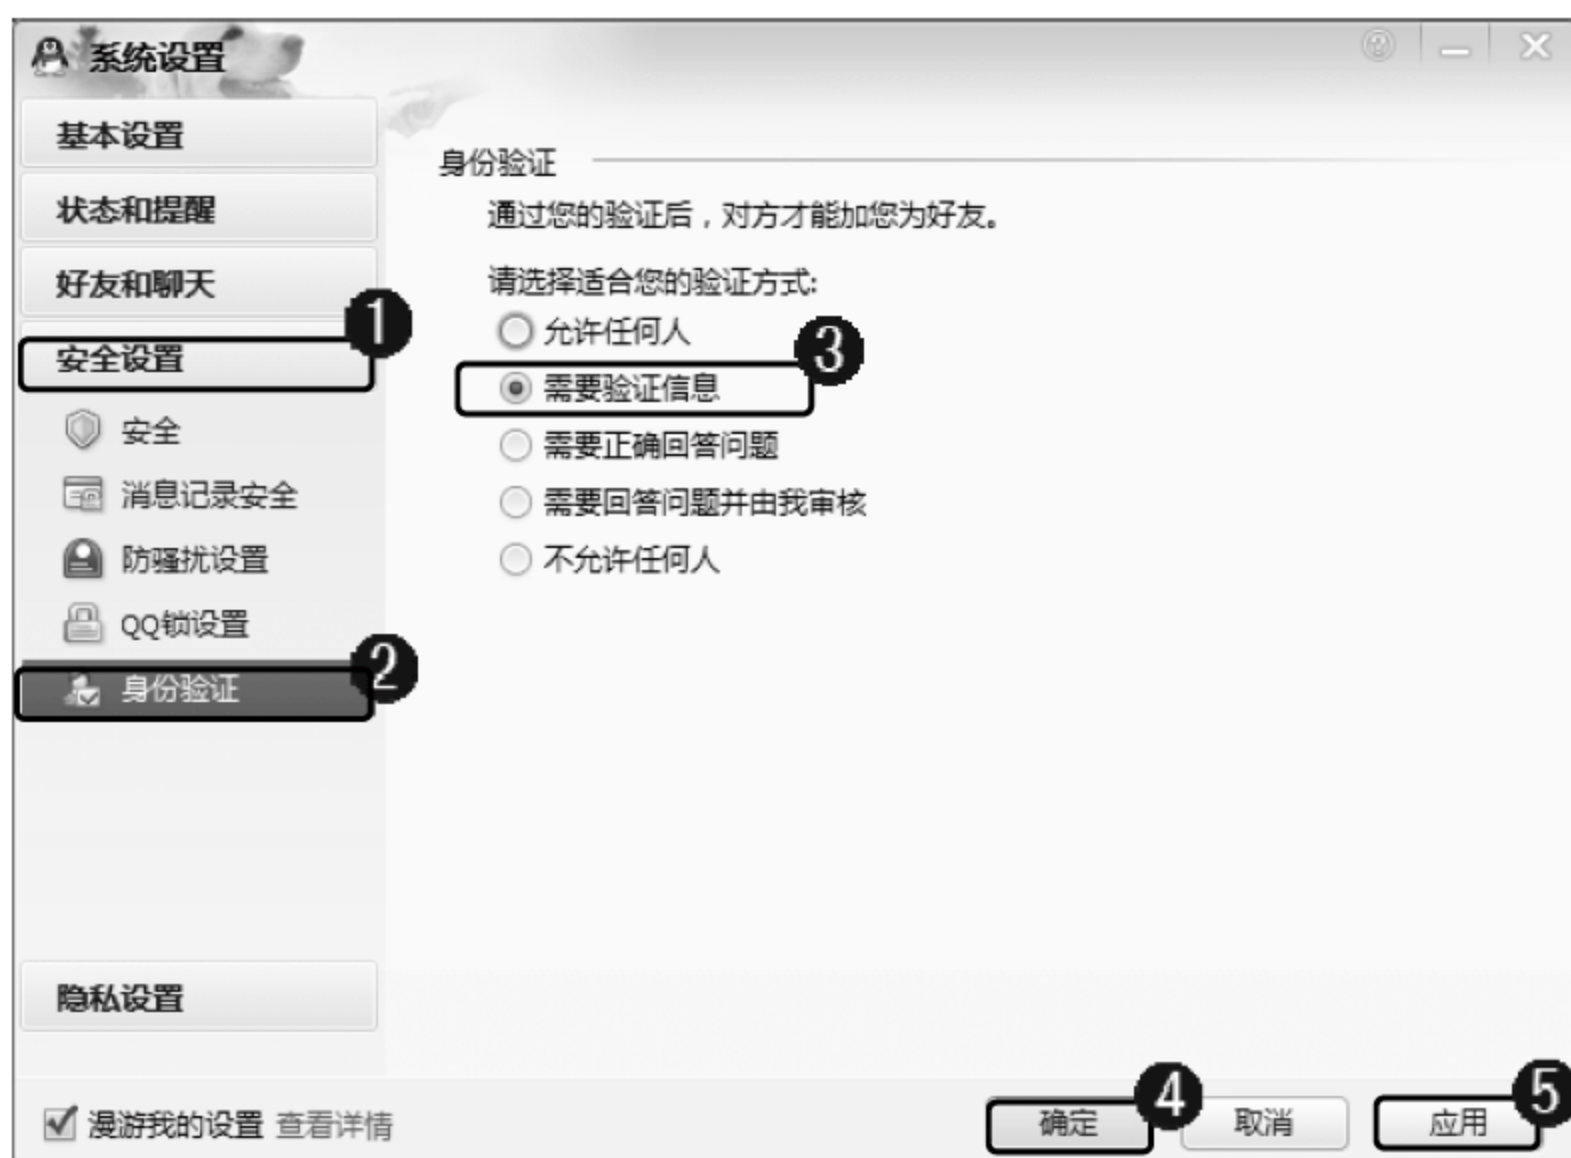 系统设置
基本设置
状态和提醒
好友和聊天
1
安全设置
安全
消息记录安全
防骚扰设置
QQ锁设置
2
身份验证
隐私设置
身份验证
通过您的验证后，对方才能加您为好友。
请选择适合您的验证方式:
允许任何人
3
需要验证信息
需要正确回答问题
需要回答问题并由我审核
不允许任何人
漫游我的设置 查看详情
确定 4 取消 应用 5